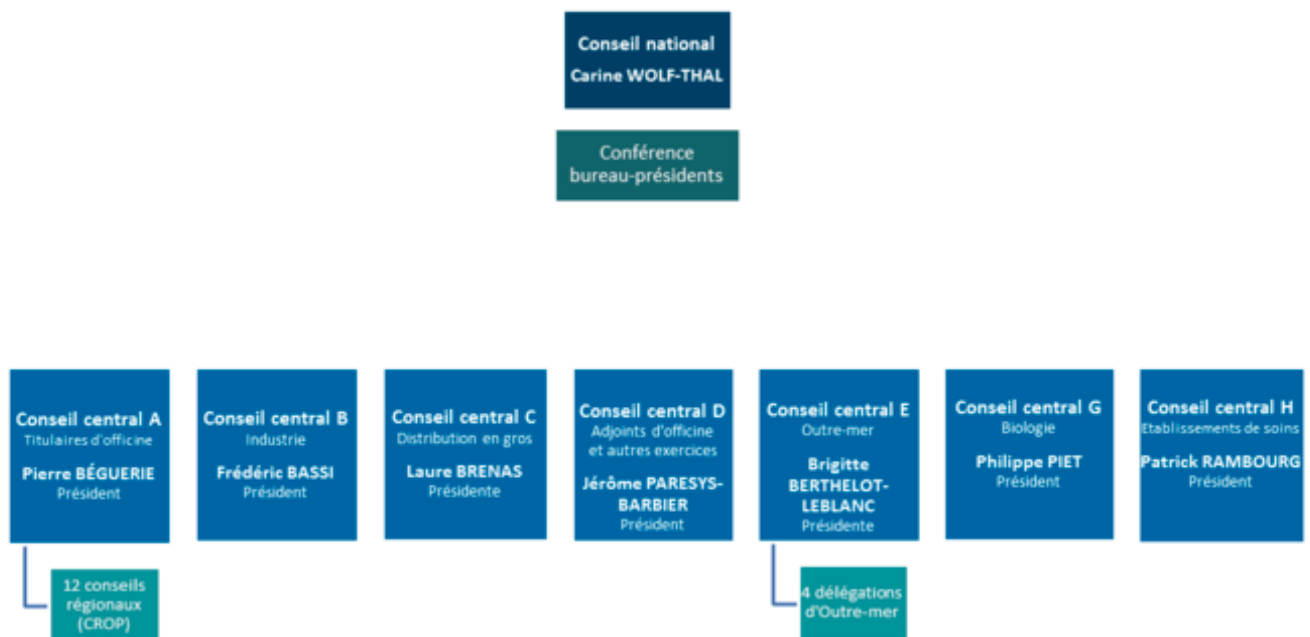 Conseil national
Carine WOLF-THAL
Conférence
bureau-présidents
Conseil central A
Titulaires d'officine
Pierre BÉGUERIE
Président
Conseil central B
Industrie
Frédéric BASSI
Président
Conseil central C
Distribution en gros
Laure BRENAS
Présidente
Conseil central D
Adjoints d'officine
et autres exercices
Jérôme PARESYS-
BARBIER
Président
Conseil central E
Outre-mer
Brigitte
BERTHELOT-
LEBLANC
Présidente
Conseil central G
Biologie
Philippe PIET
Président
Conseil central H
Etablissements de soins
Patrick RAMBOURG
Président
12 conseils
régionaux
(CROP)
4 délégations
d'Outre-mer